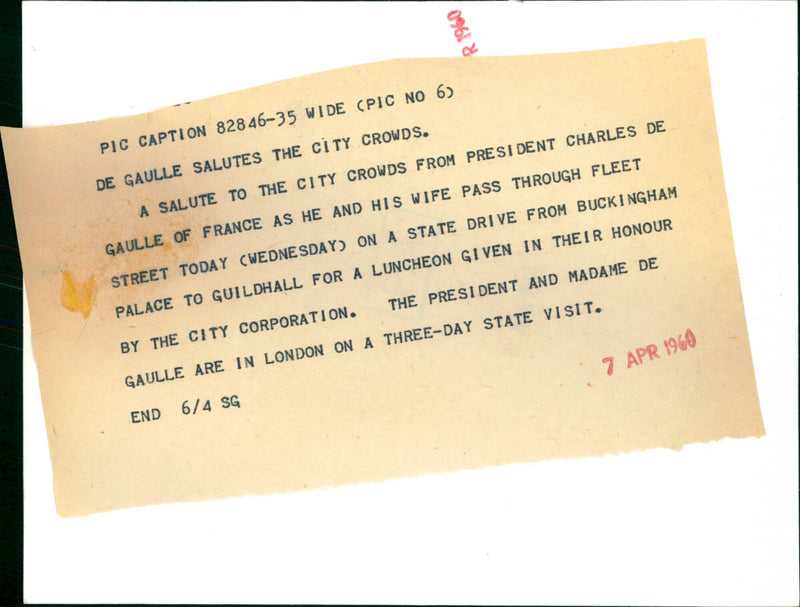 R 1960
PIC CAPTION 82846-35 WIDE (PIC NO 6)
DE GAULLE SALUTES THE CITY CROWDS.
A SALUTE TO THE CITY CROWDS FROM PRESIDENT CHARLES DE
GAULLE OF FRANCE AS HE AND HIS WIFE PASS THROUGH FLEET
STREET TODAY (WEDNESDAY) ON A STATE DRIVE FROM BUCKINGHAM
PALACE TO GUILDHALL FOR A LUNCHEON GIVEN IN THEIR HONOUR
BY THE CITY CORPORATION. THE PRESIDENT AND MADAME DE
GAULLE ARE IN LONDON ON A THREE-DAY STATE VISIT.
END 6/4 SG
7 APR 1960